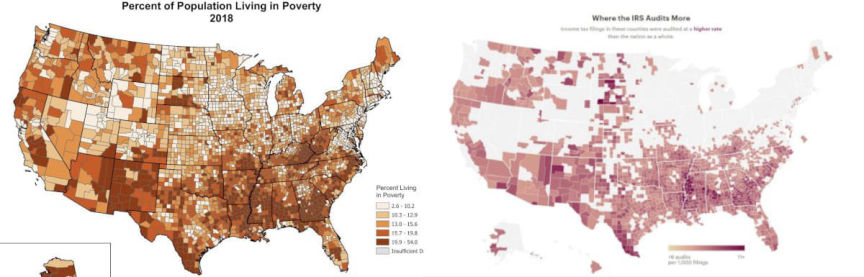 Percent of Population Living in Poverty
2018
Percent Living
in Poverty
2.6 - 10.2
10.3 - 12.9
13.0 - 15.6
15.7 - 19.8
19.9 - 54.0
Insufficient D
Where the IRS Audits More
Income tax filings in these counties were audited at a higher rate
than the nation as a whole
<8 audits
per 1,000 filings
11+